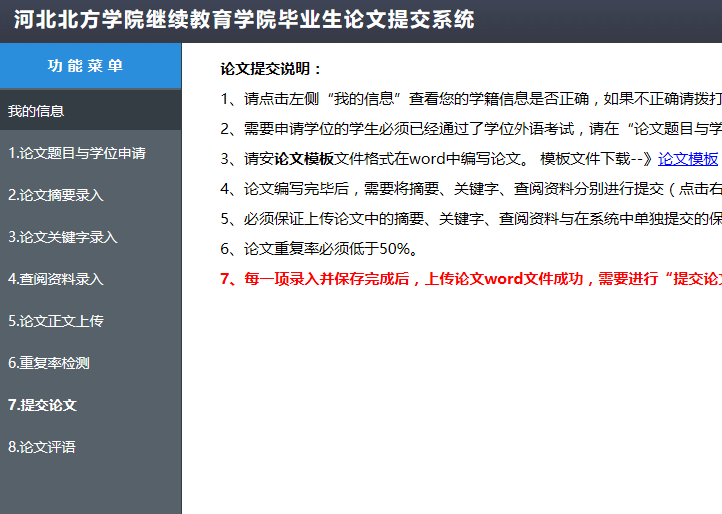 河北北方学院继续教育学院毕业生论文提交系统
功能菜单
我的信息
1.论文题目与学位申请
2.论文摘要录入
3.论文关键字录入
4.查阅资料录入
5.论文正文上传
6.重复率检测
7.提交论文
8.论文评语
论文提交说明：
1、请点击左侧“我的信息”查看您的学籍信息是否正确，如果不正确请拨打
2、需要申请学位的学生必须已经通过了学位外语考试，请在“论文题目与学
3、请安论文模板文件格式在word中编写论文。 模板文件下载--》论文模板
4、论文编写完毕后，需要将摘要、关键字、查阅资料分别进行提交（点击右
5、必须保证上传论文中的摘要、关键字、查阅资料与在系统中单独提交的保
6、论文重复率必须低于50%。
7、每一项录入并保存完成后，上传论文word文件成功，需要进行“提交论文